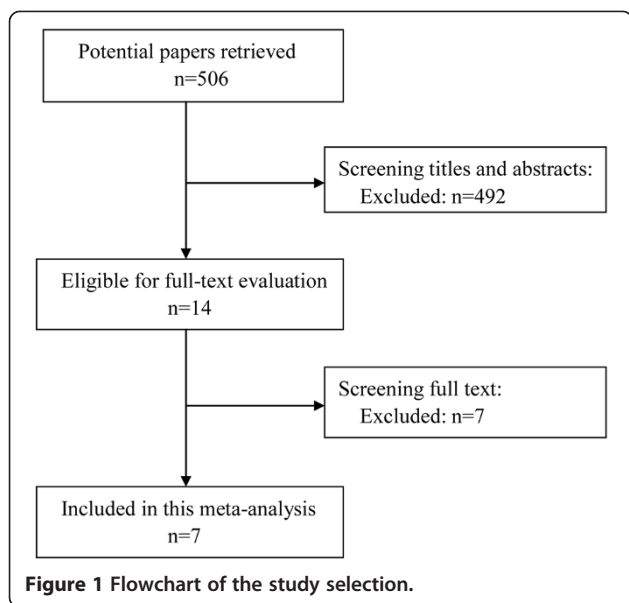 Potential papers retrieved
n=506
Screening titles and abstracts:
Excluded: n=492
Eligible for full-text evaluation
n=14
Screening full text:
Excluded: n=7
Included in this meta-analysis
n=7
Figure 1 Flowchart of the study selection.